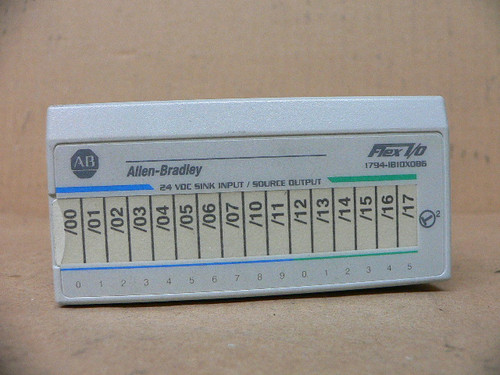 AB
Allen-Bradley
Flex I/O
1794-IB10XOB6
24 VDC SINK INPUT / SOURCE OUTPUT
/00 /01 /02 /03 /04 /05 /06 /07 /10 /11 /12 /13 /14 /15 /16 /17
2
0 1 2 3 4 5 6 7 8 9 0 1 2 3 4 5